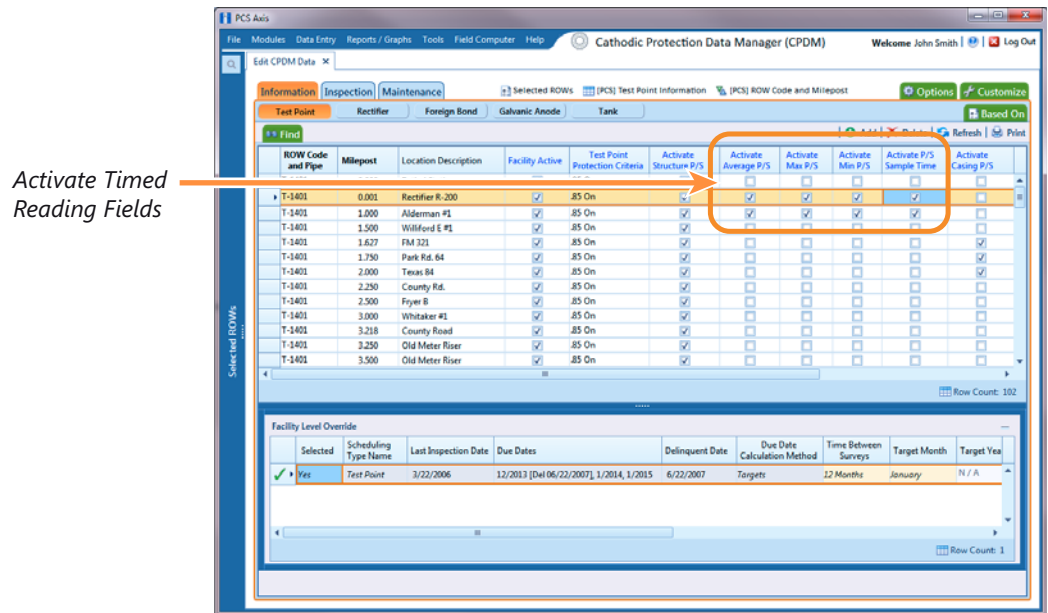 PCS Axis
File Modules Data Entry Reports / Graphs Tools Field Computer Help Cathodic Protection Data Manager (CPDM) Welcome John Smith | | Log Out
Edit CPDM Data
Information Inspection Maintenance Selected ROWs [PCS] Test Point Information [PCS] ROW Code and Milepost Options Customize
Test Point Rectifier Foreign Bond Galvanic Anode Tank Based On
Find | Refresh | Print
ROW Code and Pipe Milepost Location Description Facility Active Test Point Protection Criteria Activate Structure P/S Activate Average P/S Activate Max P/S Activate Min P/S Activate P/S Sample Time Activate Casing P/S
Activate Timed
Reading Fields
T-1401 0.001 Rectifier R-200 .85 On
T-1401 1.000 Alderman #1 .85 On
T-1401 1.500 Williford E #1 .85 On
T-1401 1.627 FM 321 .85 On
T-1401 1.750 Park Rd. 64 .85 On
T-1401 2.000 Texas 84 .85 On
T-1401 2.250 County Rd. .85 On
T-1401 2.500 Fryer B .85 On
T-1401 3.000 Whitaker #1 .85 On
T-1401 3.218 County Road .85 On
T-1401 3.250 Old Meter Riser .85 On
T-1401 3.500 Old Meter Riser .85 On
Selected ROWs
Row Count: 102
Facility Level Override
Selected Scheduling Type Name Last Inspection Date Due Dates Delinquent Date Due Date Calculation Method Time Between Surveys Target Month Target Yea
Yes Test Point 3/22/2006 12/2013 [Del 06/22/2007], 1/2014, 1/2015 6/22/2007 Targets 12 Months January N / A
Row Count: 1